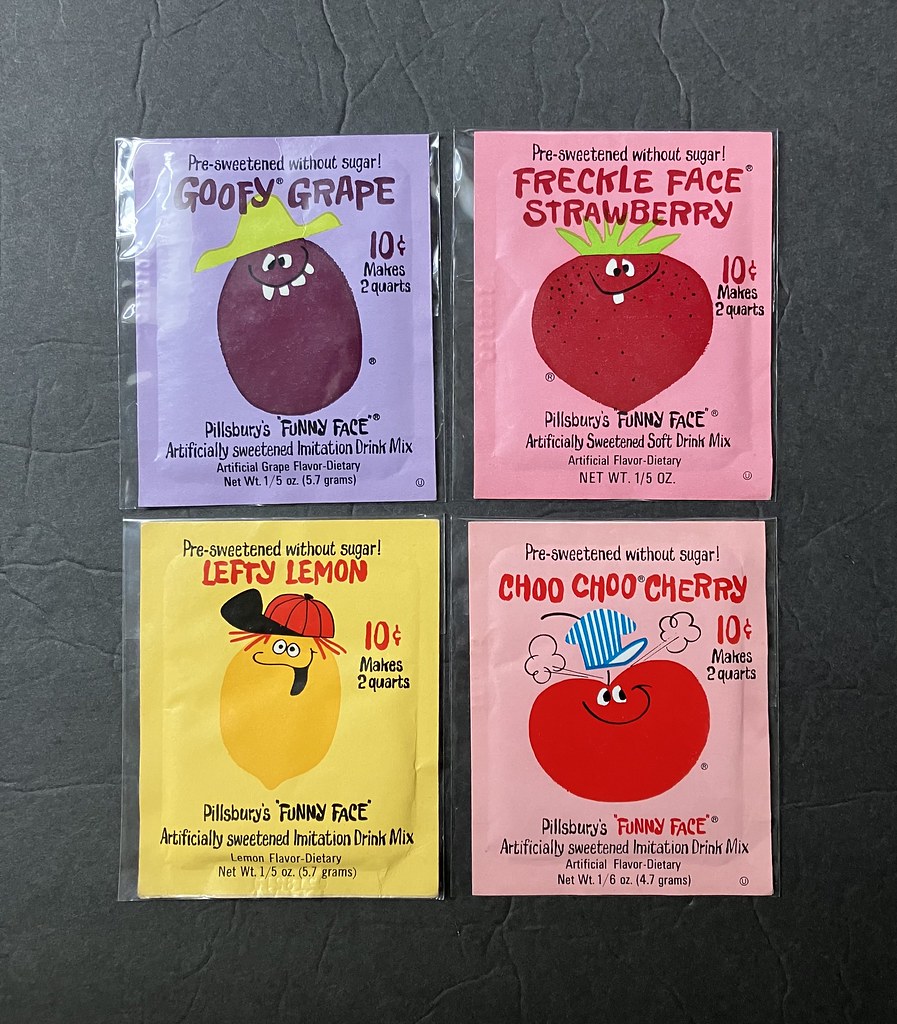 Pre-sweetened without sugar!
GOOFY® GRAPE
10¢
Makes
2 quarts
®
Pillsbury's "FUNNY FACE"®
Artificially sweetened Imitation Drink Mix
Artificial Grape Flavor-Dietary
Net Wt. 1/5 oz. (5.7 grams)
U
Pre-sweetened without sugar!
FRECKLE FACE®
STRAWBERRY
10¢
Makes
2 quarts
®
Pillsbury's "FUNNY FACE"®
Artificially Sweetened Soft Drink Mix
Artificial Flavor-Dietary
NET WT. 1/5 OZ.
U
Pre-sweetened without sugar!
LEFTY LEMON
10¢
Makes
2 quarts
Pillsbury's "FUNNY FACE"
Artificially sweetened Imitation Drink Mix
Lemon Flavor-Dietary
Net Wt. 1/5 oz. (5.7 grams)
Pre-sweetened without sugar!
CHOO CHOO® CHERRY
10¢
Makes
2 quarts
®
Pillsbury's "FUNNY FACE"®
Artificially sweetened Imitation Drink Mix
Artificial Flavor-Dietary
Net Wt. 1/6 oz. (4.7 grams)
U